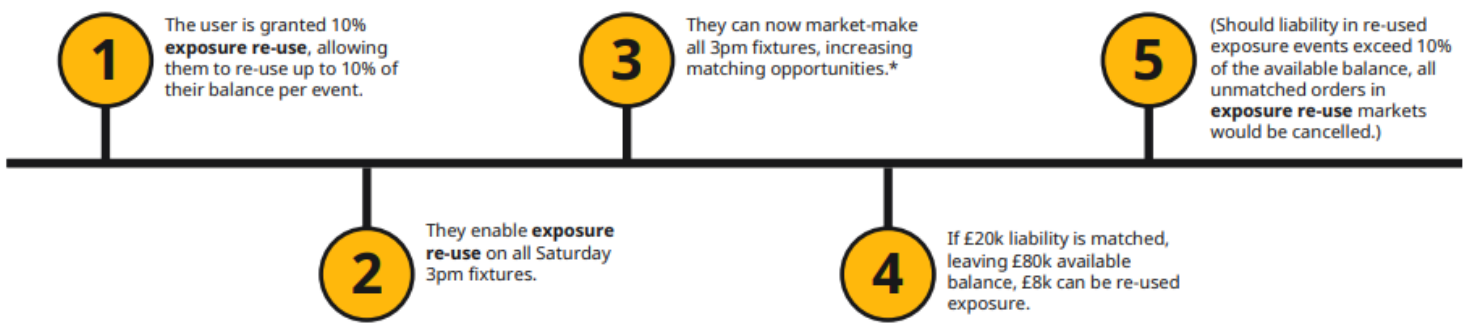 1
The user is granted 10%
exposure re-use, allowing
them to re-use up to 10% of
their balance per event.
2
They enable exposure
re-use on all Saturday
3pm fixtures.
3
They can now market-make
all 3pm fixtures, increasing
matching opportunities.*
4
If £20k liability is matched,
leaving £80k available
balance, £8k can be re-used
exposure.
5
(Should liability in re-used
exposure events exceed 10%
of the available balance, all
unmatched orders in
exposure re-use markets
would be cancelled.)